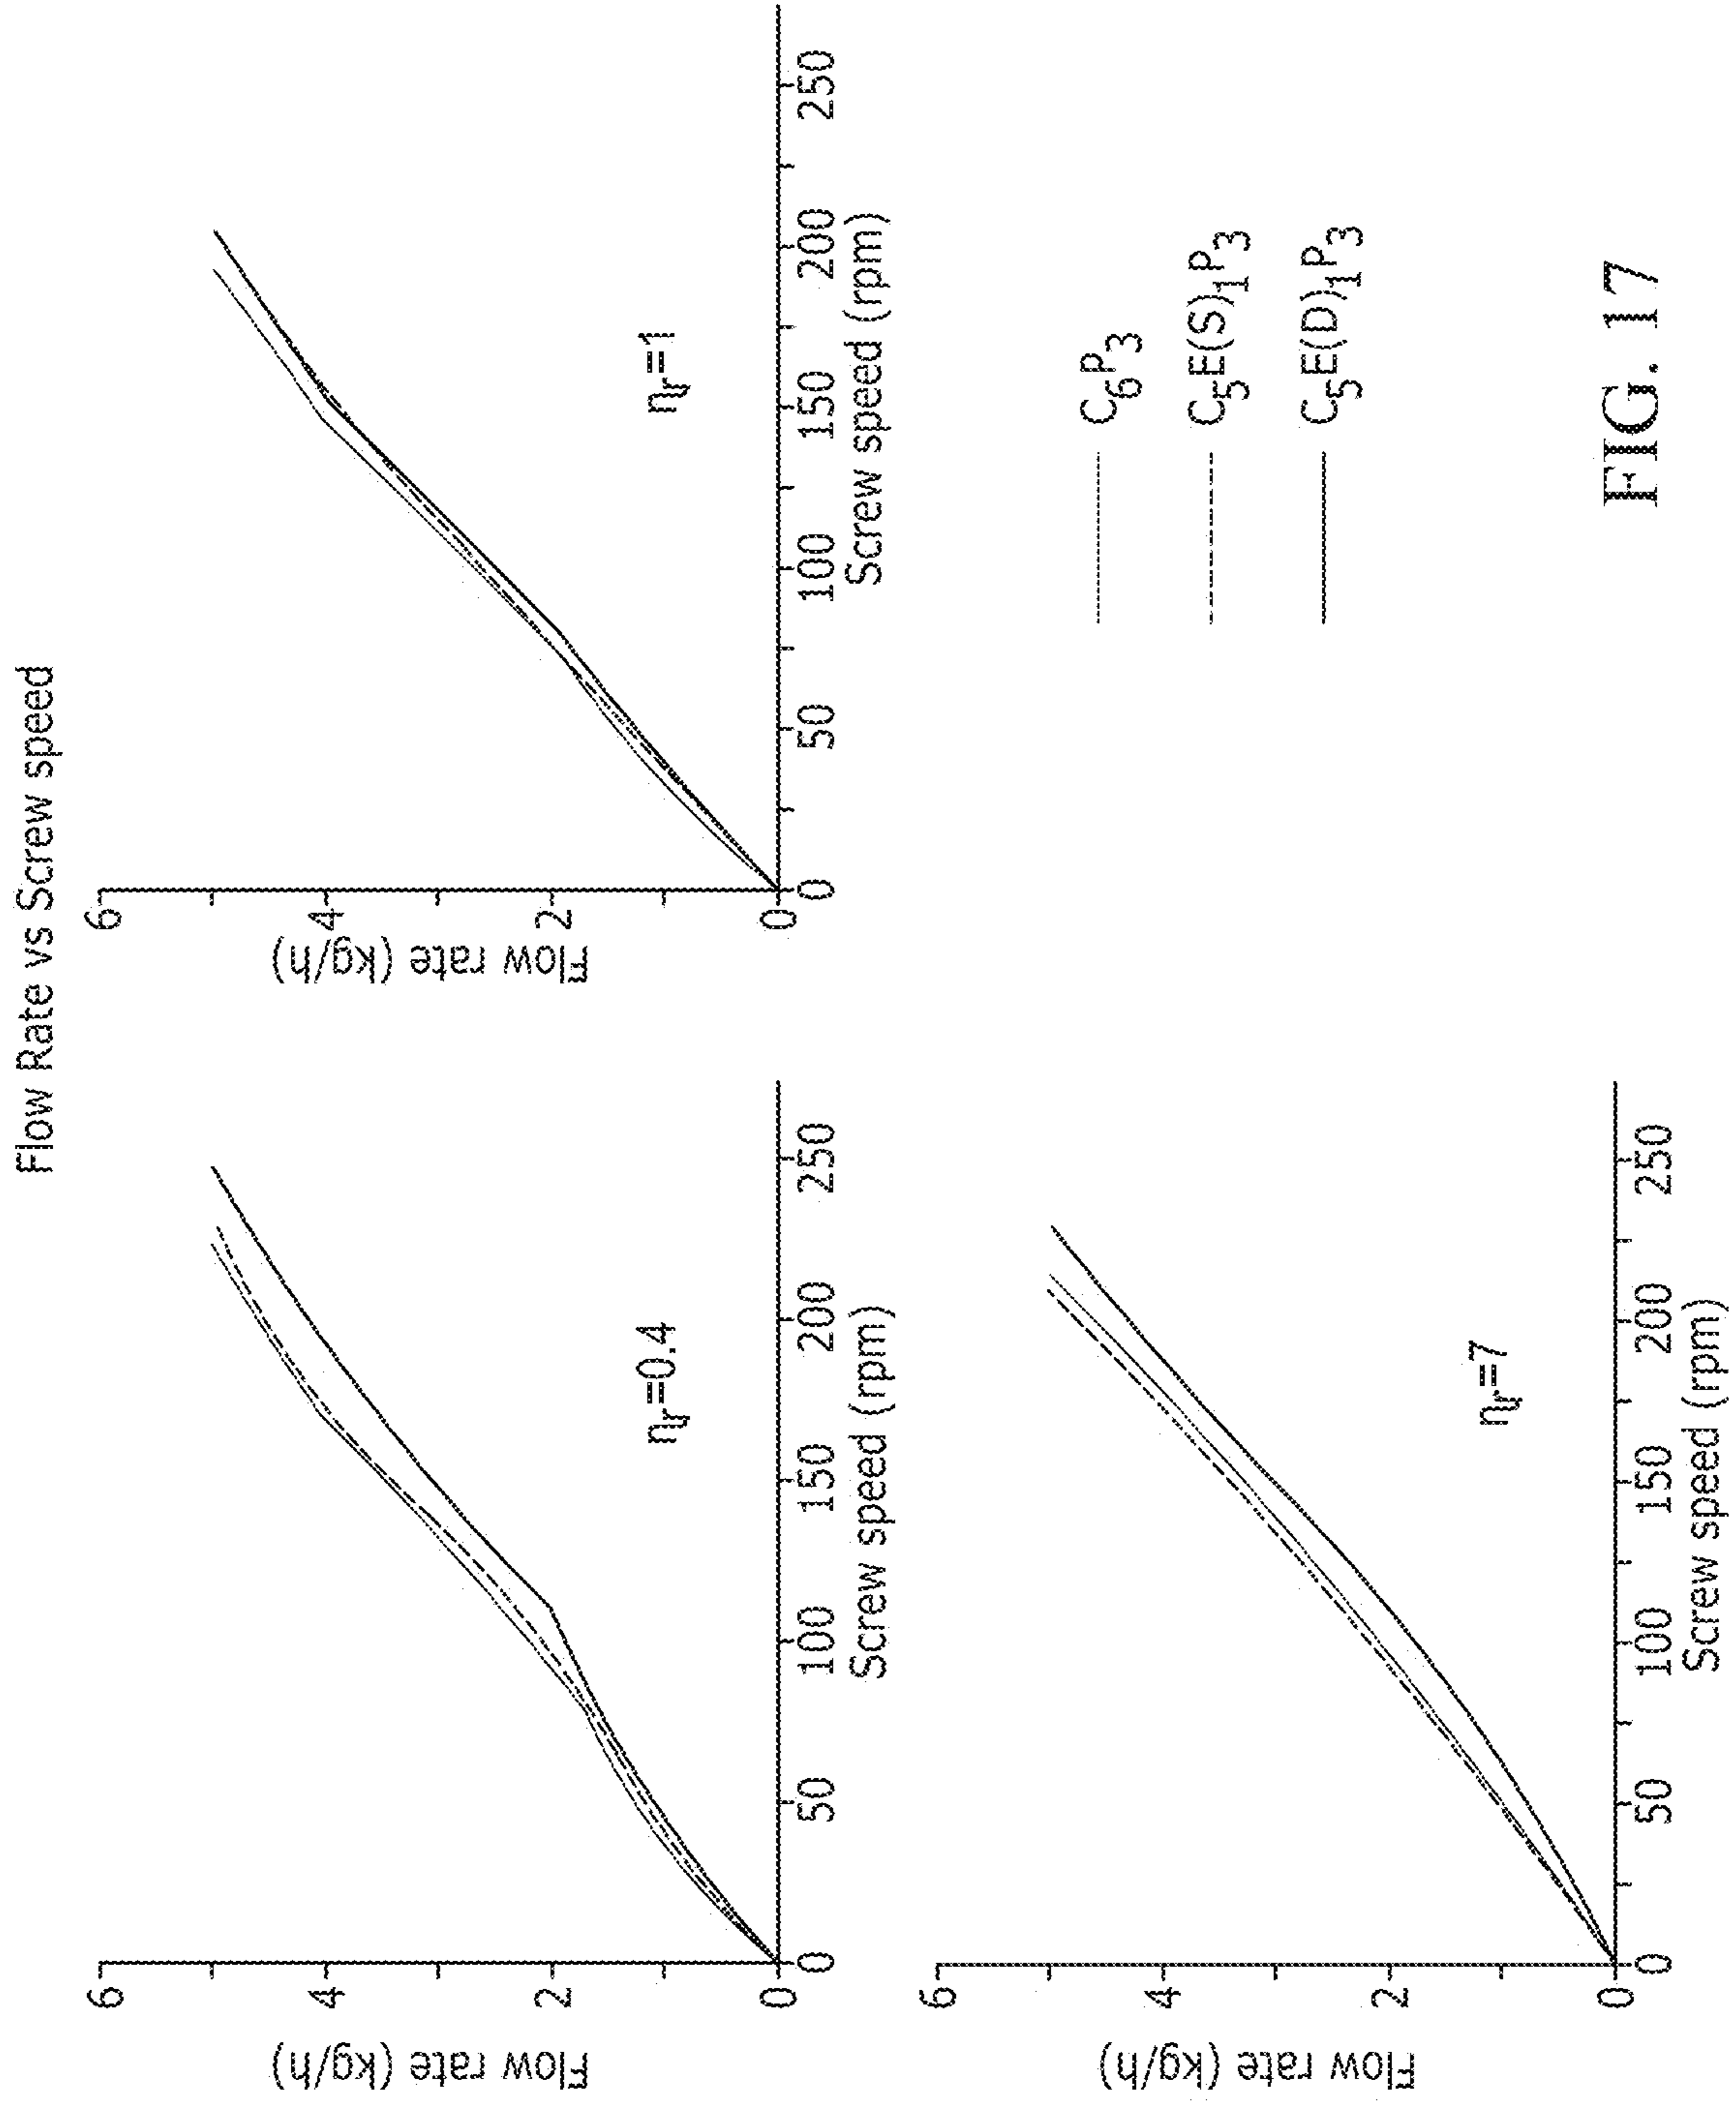 Flow Rate vs Screw speed
6
4
2
0
Flow rate (kg/h)
0
50
100
150
200
250
Screw speed (rpm)
ηr=0.4
6
4
2
0
Flow rate (kg/h)
0
50
100
150
200
250
Screw speed (rpm)
ηr=1
6
4
2
0
Flow rate (kg/h)
0
50
100
150
200
250
Screw speed (rpm)
ηr=7
C6P3
C5E(S)1P3
C5E(D)1P3
FIG. 17